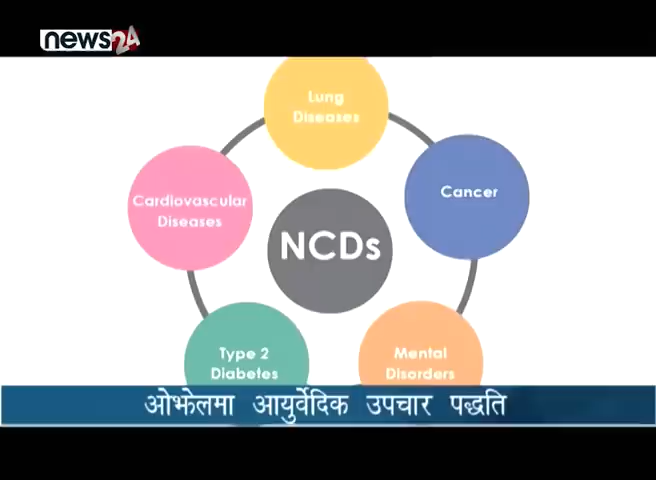 news24
Lung
Diseases
Cardiovascular
Diseases
Cancer
NCDs
Type 2
Diabetes
Mental
Disorders
ओझेलमा आयुर्वेदिक उपचार पद्धति